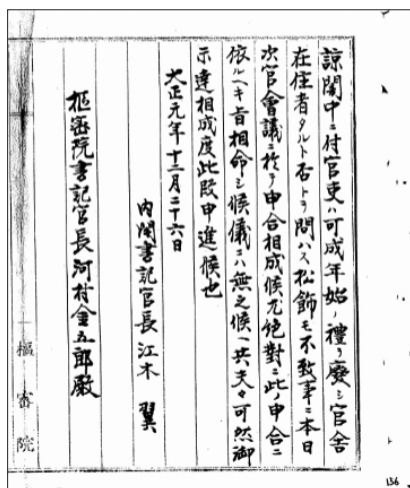 諒闇中ニ付官吏ハ可成年始ノ禮ヲ廢シ官舎
在住者タルト否トヲ問ハス松飾モ不致事ニ本日
次官會議ニ於テ申合相成候尤絶對ニ此ノ申合ニ
依ルヘキ旨相命シ候儀ニハ無之候ヘ共夫々可然御
示達相成度此段申進候也
大正元年十二月二十六日
内閣書記官長江木翼
枢密院書記官長河村金五郎殿
樞密院
136